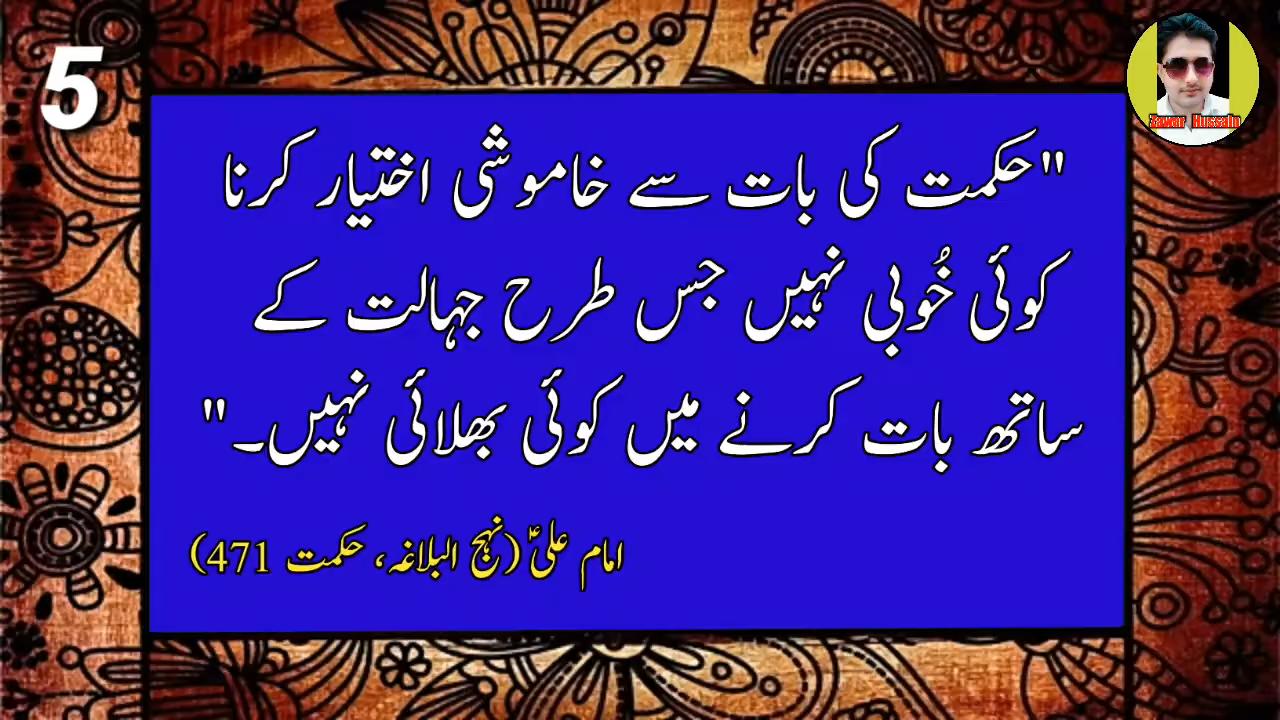 5
Zawar Hussain
"حکمت کی بات سے خاموشی اختیار کرنا
کوئی خُوبی نہیں جس طرح جہالت کے
ساتھ بات کرنے میں کوئی بھلائی نہیں۔"
امام علیؑ (نہج البلاغہ، حکمت 471)